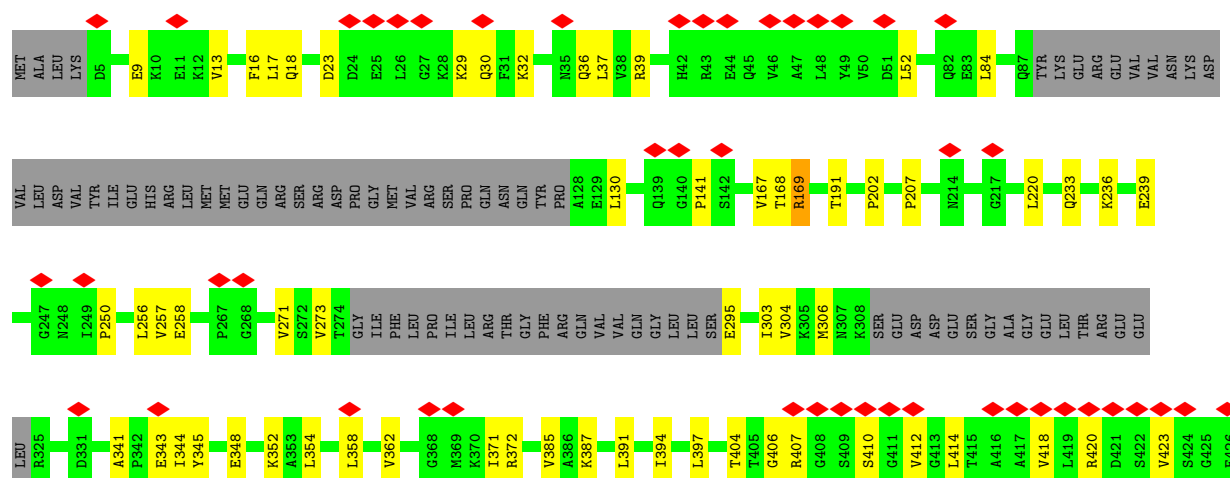 MET ALA LEU LYS D5 E9 K10 E11 K12 V13 F16 L17 Q18 D23 D24 E25 L26 G27 K28 K29 Q30 F31 K32 N35 Q36 L37 V38 R39 H42 R43 E44 Q45 V46 A47 L48 Y49 V50 D51 L52 Q82 E83 L84 Q87 TYR LYS GLU ARG GLU VAL VAL ASN LYS ASP
VAL LEU ASP VAL TYR ILE GLU HIS ARG LEU MET MET GLU GLN ARG SER ARG ASP PRO GLY MET VAL ARG SER PRO GLN ASN GLN TYR PRO A128 E129 L130 Q139 G140 P141 S142 V167 T168 R169 T191 P202 P207 N214 G217 L220 Q233 K236 E239
G247 N248 I249 P250 L256 V257 E258 P267 G268 V271 S272 V273 T274 GLY ILE PHE LEU PRO ILE LEU ARG THR GLY PHE ARG GLN VAL VAL GLN GLY LEU LEU SER E295 I303 V304 K305 M306 N307 K308 SER GLU ASP ASP GLU SER GLY ALA GLY GLU LEU THR ARG GLU GLU
LEU R325 D331 A341 P342 E343 I344 Y345 E348 K352 A353 L354 L358 V362 G368 M369 K370 I371 R372 V385 A386 K387 L391 I394 L397 T404 T405 G406 R407 G408 S409 S410 G411 V412 G413 L414 T415 A416 A417 V418 L419 R420 D421 S422 V423 S424 G425 E426